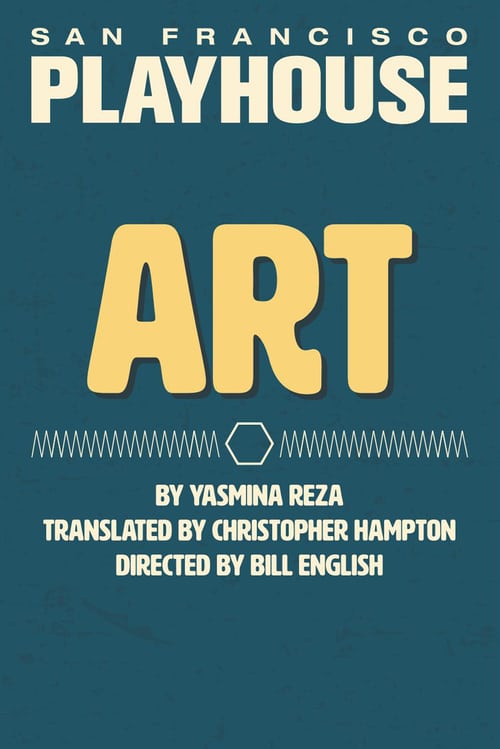 SAN FRANCISCO
PLAYHOUSE
ART
BY YASMINA REZA
TRANSLATED BY CHRISTOPHER HAMPTON
DIRECTED BY BILL ENGLISH